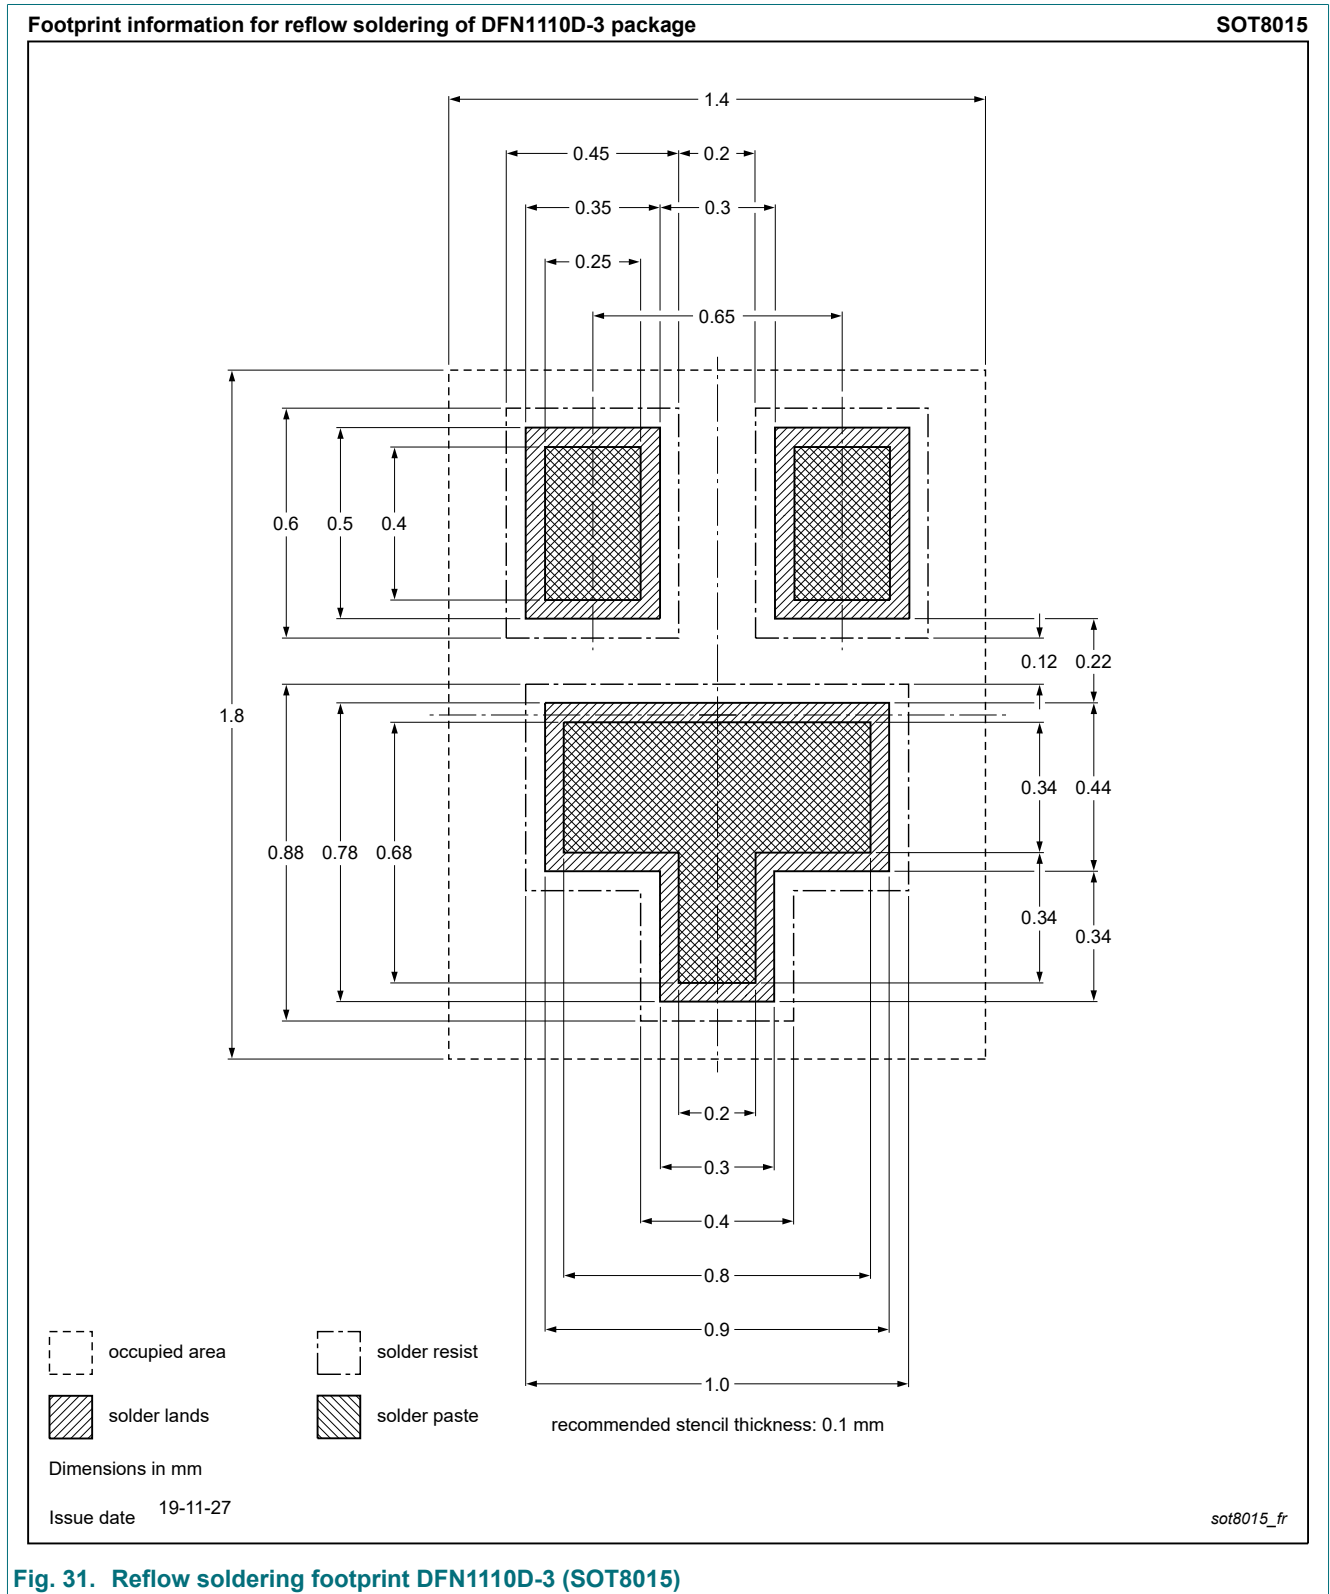 Footprint information for reflow soldering of DFN1110D-3 package SOT8015
1.4
0.45 0.2
0.35 0.3
0.25
0.65
0.6 0.5 0.4
0.12 0.22
1.8
0.34 0.44
0.88 0.78 0.68
0.34
0.34
0.2
0.3
0.4
0.8
0.9
1.0
occupied area solder resist
solder lands solder paste
recommended stencil thickness: 0.1 mm
Dimensions in mm
Issue date 19-11-27
sot8015_fr
Fig. 31. Reflow soldering footprint DFN1110D-3 (SOT8015)